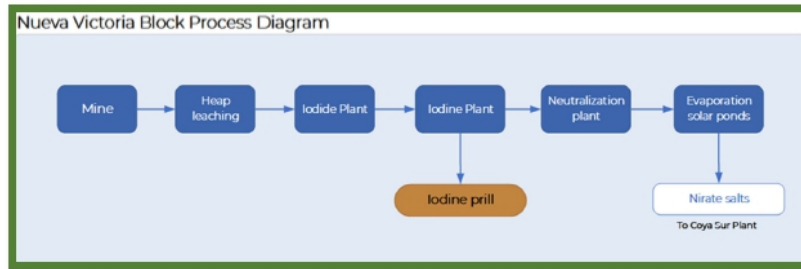 Nueva Victoria Block Process Diagram
Mine
Heap
leaching
Iodide Plant
Iodine Plant
Neutralization
plant
Evaporation
solar ponds
Iodine prill
Nirate salts
To Coya Sur Plant